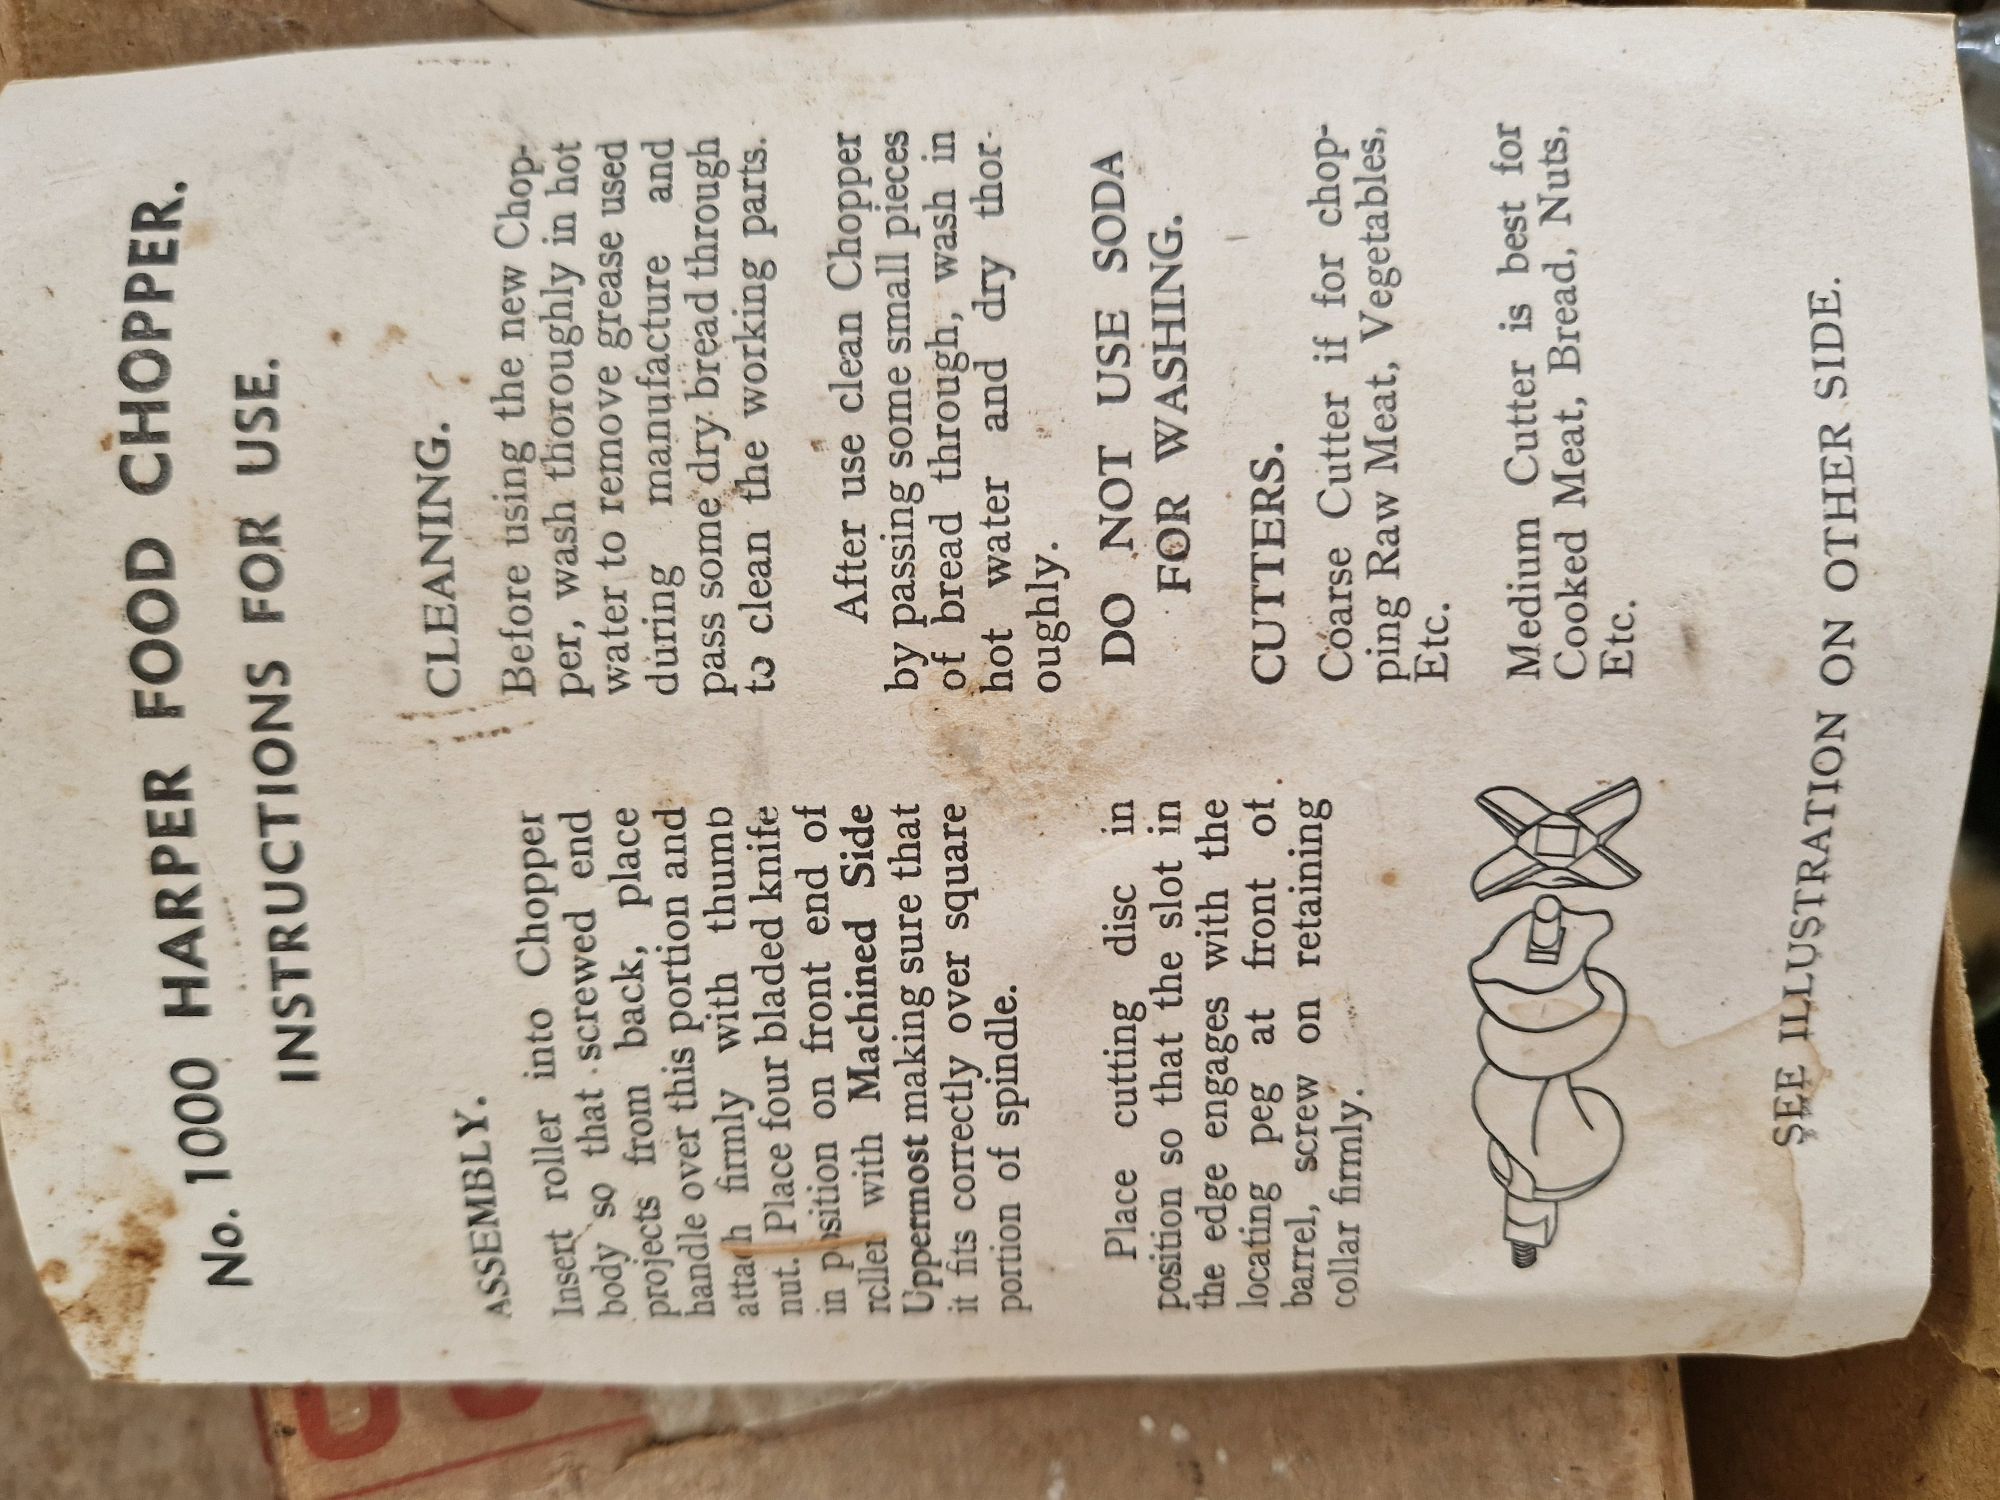 No. 1000 HARPER FOOD CHOPPER.
INSTRUCTIONS FOR USE.
ASSEMBLY.
Insert roller into Chopper
body so that screwed end
projects from back, place
handle over this portion and
attach firmly with thumb
nut. Place four bladed knife
in position on front end of
roller with Machined Side
Uppermost making sure that
it fits correctly over square
portion of spindle.
Place cutting disc in
position so that the slot in
the edge engages with the
locating peg at front of
barrel, screw on retaining
collar firmly.
CLEANING.
Before using the new Chop-
per, wash thoroughly in hot
water to remove grease used
during manufacture and
pass some dry bread through
to clean the working parts.
After use clean Chopper
by passing some small pieces
of bread through, wash in
hot water and dry thor-
oughly.
DO NOT USE SODA
FOR WASHING.
CUTTERS.
Coarse Cutter if for chop-
ping Raw Meat, Vegetables,
Etc.
Medium Cutter is best for
Cooked Meat, Bread, Nuts,
Etc.
SEE ILLUSTRATION ON OTHER SIDE.